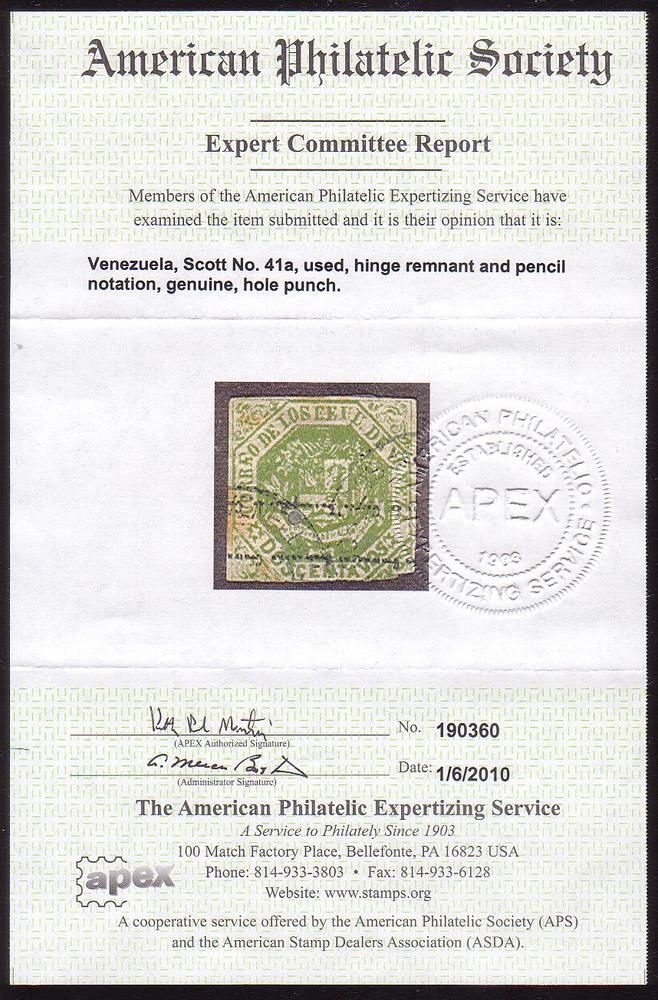 American Philatelic Society
Expert Committee Report
Members of the American Philatelic Expertizing Service have
examined the item submitted and it is their opinion that it is:
Venezuela, Scott No. 41a, used, hinge remnant and pencil
notation, genuine, hole punch.
CORREO DE LOS EE. U. DE
AMERICAN PHILATELIC
EXPERTIZING SERVICE
ESTABLISHED
APEX
1903
(APEX Authorized Signature)
No. 190360
(Administrator Signature)
Date: 1/6/2010
The American Philatelic Expertizing Service
A Service to Philately Since 1903
100 Match Factory Place, Bellefonte, PA 16823 USA
Phone: 814-933-3803 • Fax: 814-933-6128
Website: www.stamps.org
apex
A cooperative service offered by the American Philatelic Society (APS)
and the American Stamp Dealers Association (ASDA).